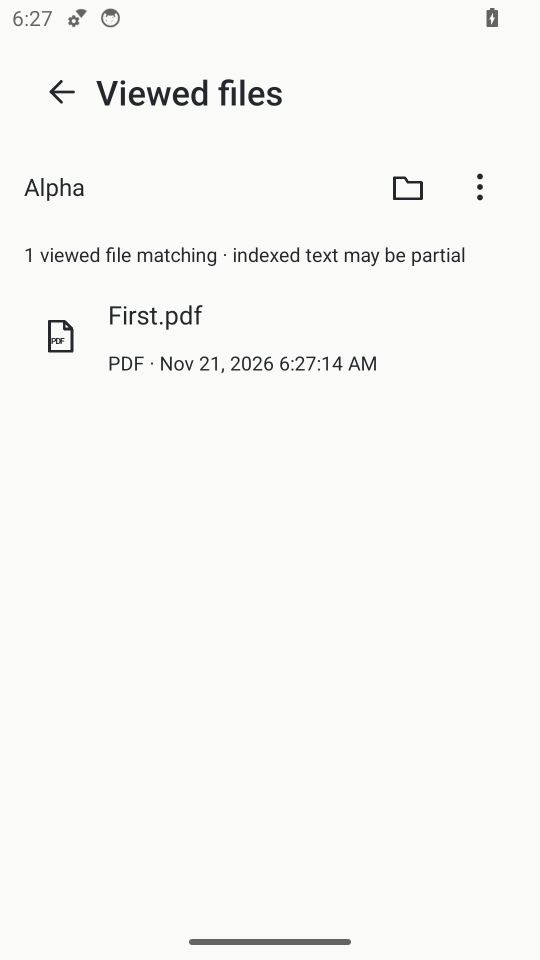 6:27
Viewed files
Alpha
1 viewed file matching · indexed text may be partial
First.pdf
PDF
PDF · Nov 21, 2026 6:27:14 AM